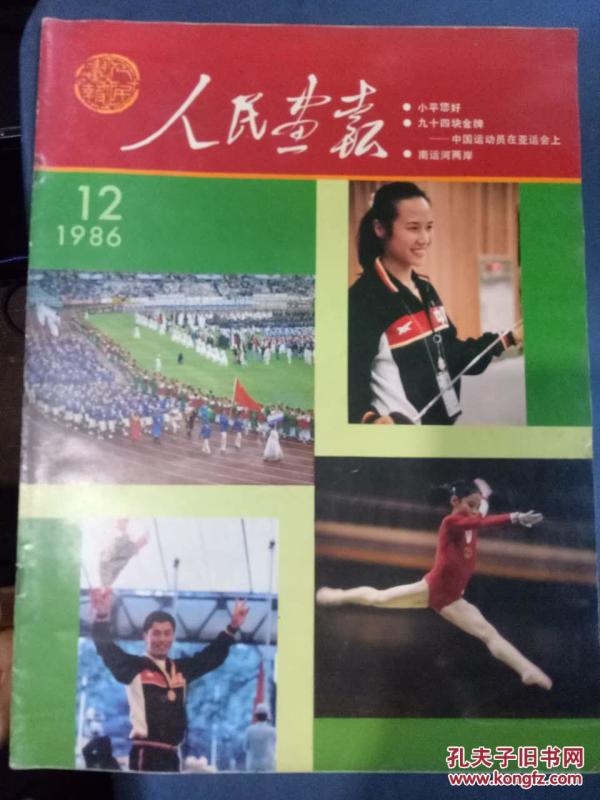 人民画报
● 小平您好
● 九十四块金牌
——中国运动员在亚运会上
● 南运河两岸
12
1986
中国
孔夫子旧书网
www.kongfz.com